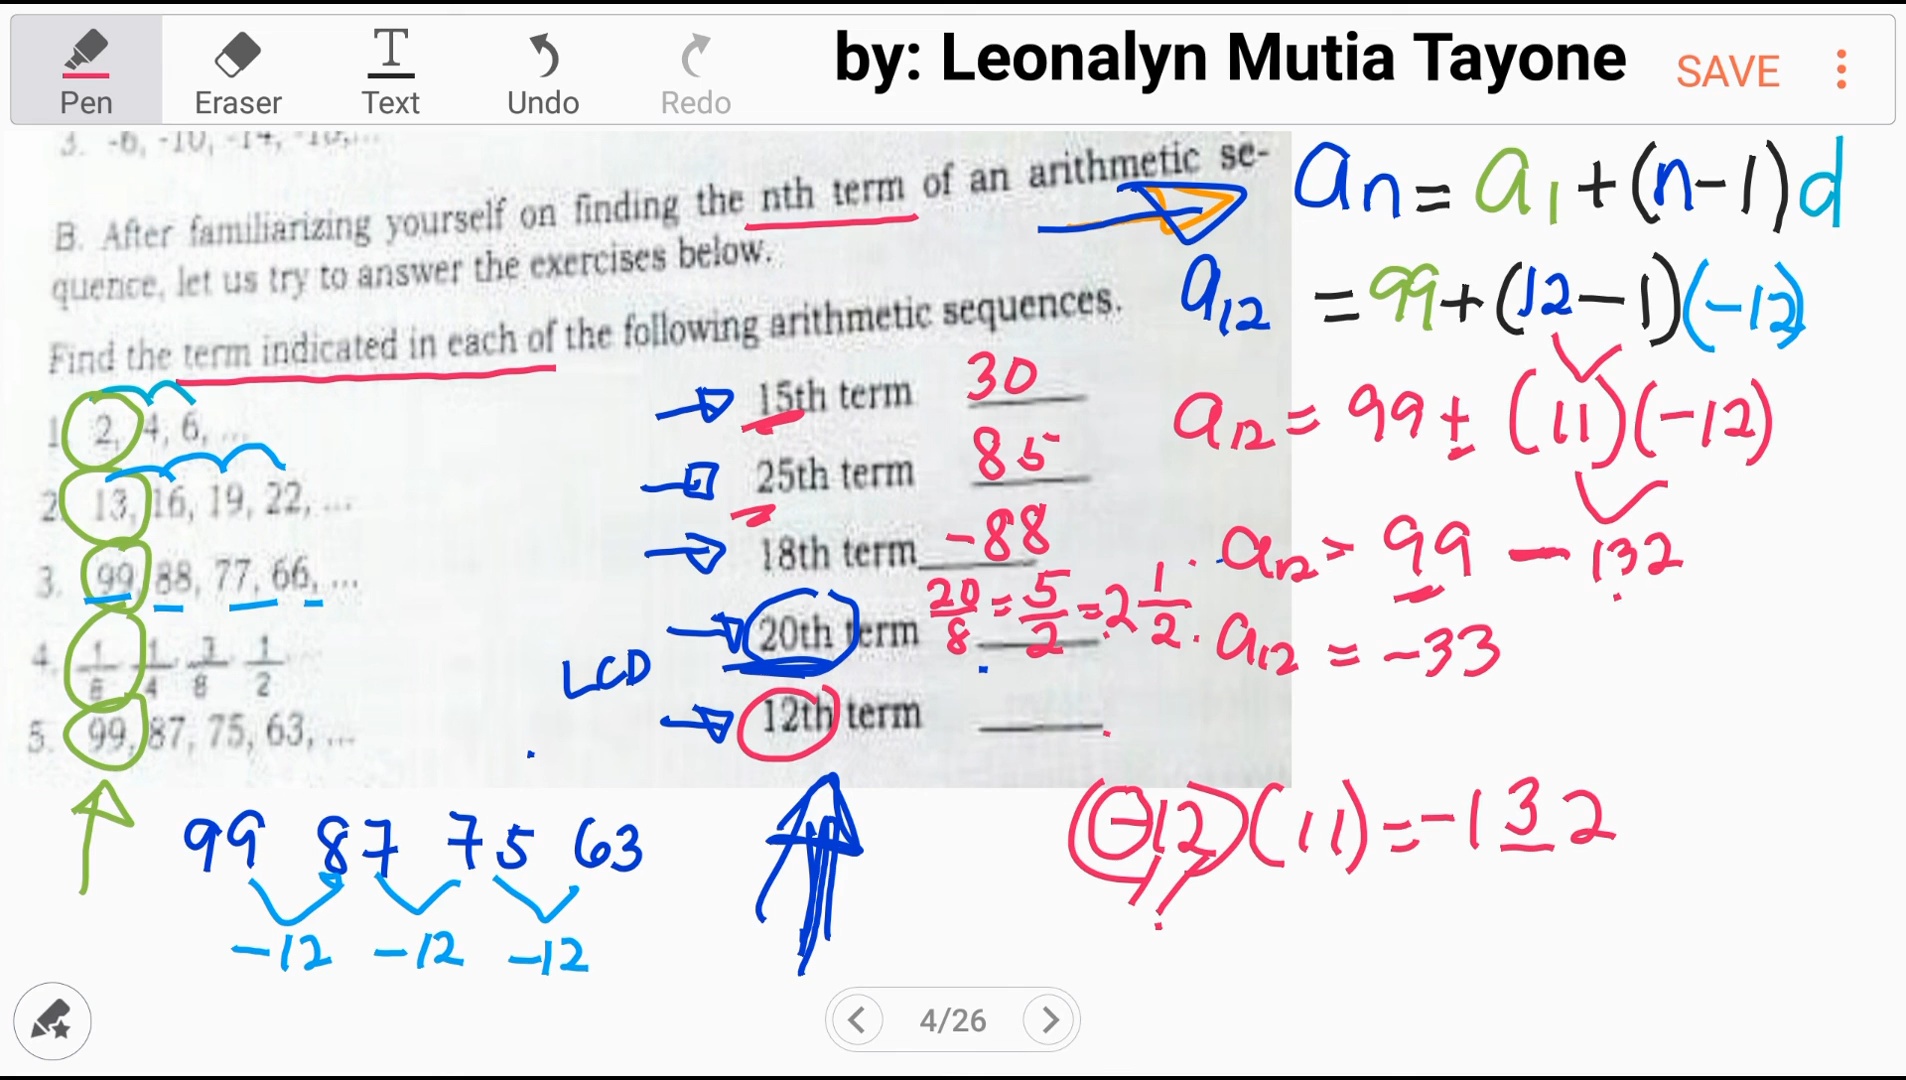 Pen Eraser Text Undo Redo by: Leonalyn Mutia Tayone SAVE
3. -6, -10, -14,
B. After familiarizing yourself on finding the nth term of an arithmetic se-
quence, let us try to answer the exercises below.
Find the term indicated in each of the following arithmetic sequences.
1. 2, 4, 6, ... 15th term 30
2. 13, 16, 19, 22, ... 25th term 85
3. 99, 88, 77, 66, ... 18th term -88
4. 1/8 1/4 3/8 1/2 20th term 20/8 = 5/2 = 2 1/2
LCD
5. 99, 87, 75, 63, ... 12th term
an = a1 + (n-1)d
a12 = 99 + (12-1)(-12)
a12 = 99 + (11)(-12)
a12 = 99 - 132
a12 = -33
(-12)(11) = -132
99 87 75 63
-12 -12 -12
4/26